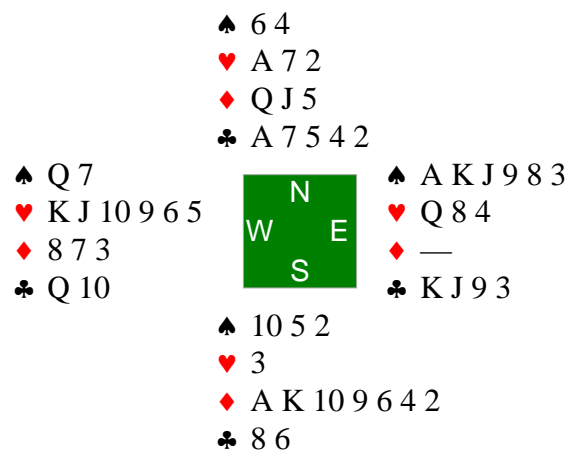 ♠ 6 4
♥ A 7 2
♦ Q J 5
♣ A 7 5 4 2
♠ Q 7
♥ K J 10 9 6 5
♦ 8 7 3
♣ Q 10
N
W E
S
♠ A K J 9 8 3
♥ Q 8 4
♦ —
♣ K J 9 3
♠ 10 5 2
♥ 3
♦ A K 10 9 6 4 2
♣ 8 6